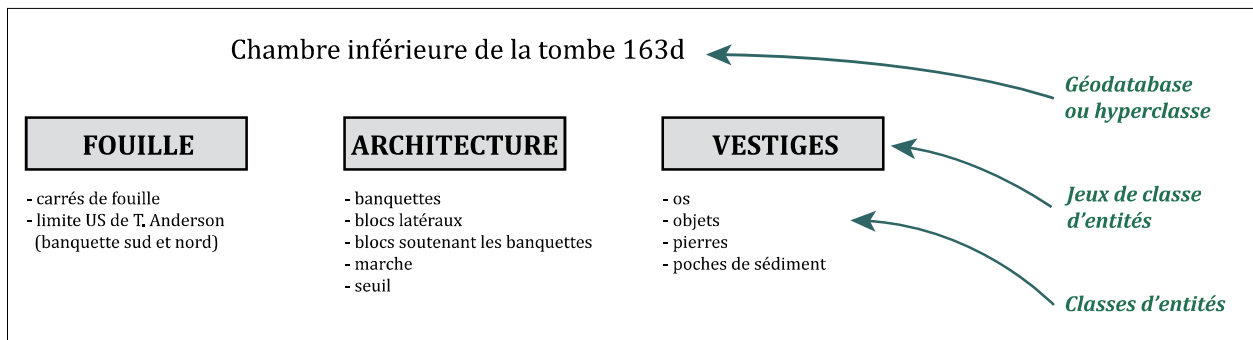 Chambre inférieure de la tombe 163d
Géodatabase
ou hyperclasse
FOUILLE
- carrés de fouille
- limite US de T. Anderson
(banquette sud et nord)
ARCHITECTURE
- banquettes
- blocs latéraux
- blocs soutenant les banquettes
- marche
- seuil
VESTIGES
- os
- objets
- pierres
- poches de sédiment
Jeux de classe
d'entités
Classes d'entités